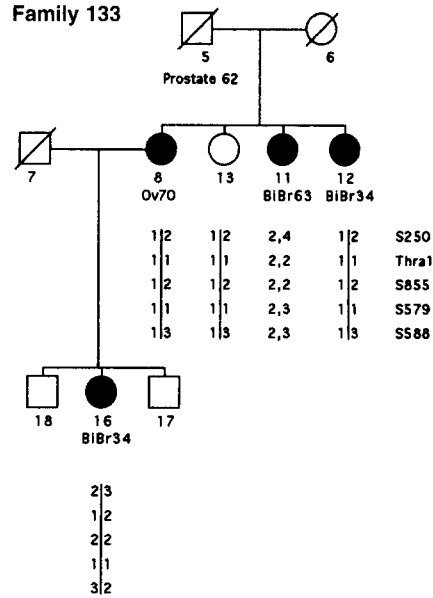 Family 133
5 6
Prostate 62
7 8 13 11 12
Ov70 BiBr63 BiBr34
1 2 1 2 2,4 1 2 S250
1 1 1 1 2,2 1 1 Thra1
1 2 1 2 2,2 1 2 S855
1 1 1 1 2,3 1 1 S579
1 3 1 3 2,3 1 3 S588
18 16 17
BiBr34
2 3
1 2
2 2
1 1
3 2